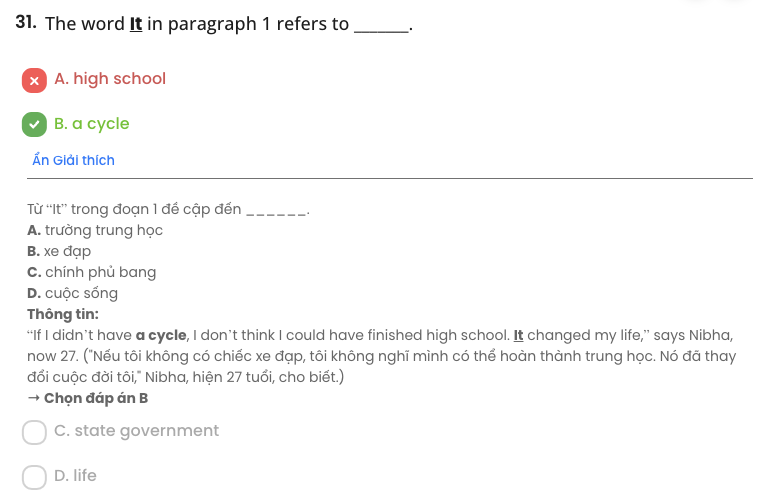 31. The word It in paragraph 1 refers to ______.
A. high school
B. a cycle
Ẩn Giải thích
Từ “It” trong đoạn 1 đề cập đến ______.
A. trường trung học
B. xe đạp
C. chính phủ bang
D. cuộc sống
Thông tin:
“If I didn’t have a cycle, I don’t think I could have finished high school. It changed my life,” says Nibha,
now 27. ("Nếu tôi không có chiếc xe đạp, tôi không nghĩ mình có thể hoàn thành trung học. Nó đã thay
đổi cuộc đời tôi," Nibha, hiện 27 tuổi, cho biết.)
→ Chọn đáp án B
C. state government
D. life